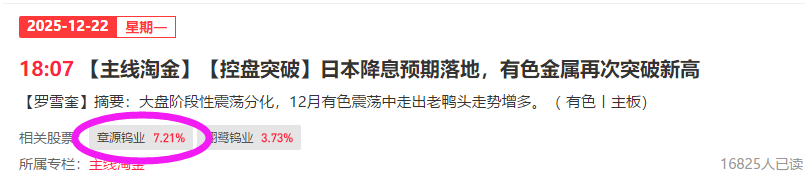 2025-12-22 星期一
18:07 【主线淘金】【控盘突破】日本降息预期落地，有色金属再次突破新高
【罗雪奎】摘要：大盘阶段性震荡分化，12月有色震荡中走出老鸭头走势增多。（ 有色丨主板）
相关股票 章源钨业 7.21% 翔鹭钨业 3.73%
所属专栏：主线淘金 16825人已读